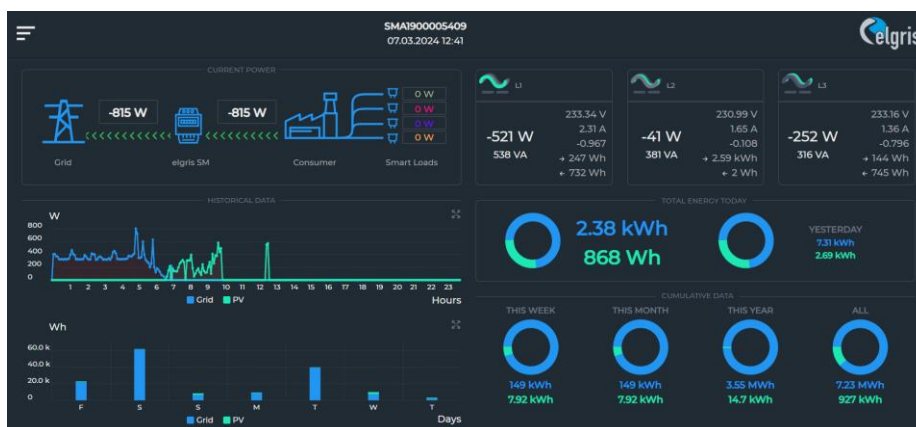 SMA1900005409
07.03.2024 12:41
elgris
CURRENT POWER
-815 W
-815 W
0 W
0 W
0 W
0 W
Grid
elgris SM
Consumer
Smart Loads
L1
-521 W
538 VA
233.34 V
2.31 A
-0.967
→ 247 Wh
← 732 Wh
L2
-41 W
381 VA
230.99 V
1.65 A
-0.108
→ 2.59 kWh
← 2 Wh
L3
-252 W
316 VA
233.16 V
1.36 A
-0.796
→ 144 Wh
← 745 Wh
HISTORICAL DATA
W
800
600
400
200
0
1 2 3 4 5 6 7 8 9 10 11 12 13 14 15 16 17 18 19 20 21 22 23
Grid PV
Hours
Wh
60.0 k
40.0 k
20.0 k
0
F S S M T W T
Grid PV
Days
TOTAL ENERGY TODAY
2.38 kWh
868 Wh
YESTERDAY
7.31 kWh
2.69 kWh
CUMULATIVE DATA
THIS WEEK
149 kWh
7.92 kWh
THIS MONTH
149 kWh
7.92 kWh
THIS YEAR
3.55 MWh
14.7 kWh
ALL
7.23 MWh
927 kWh